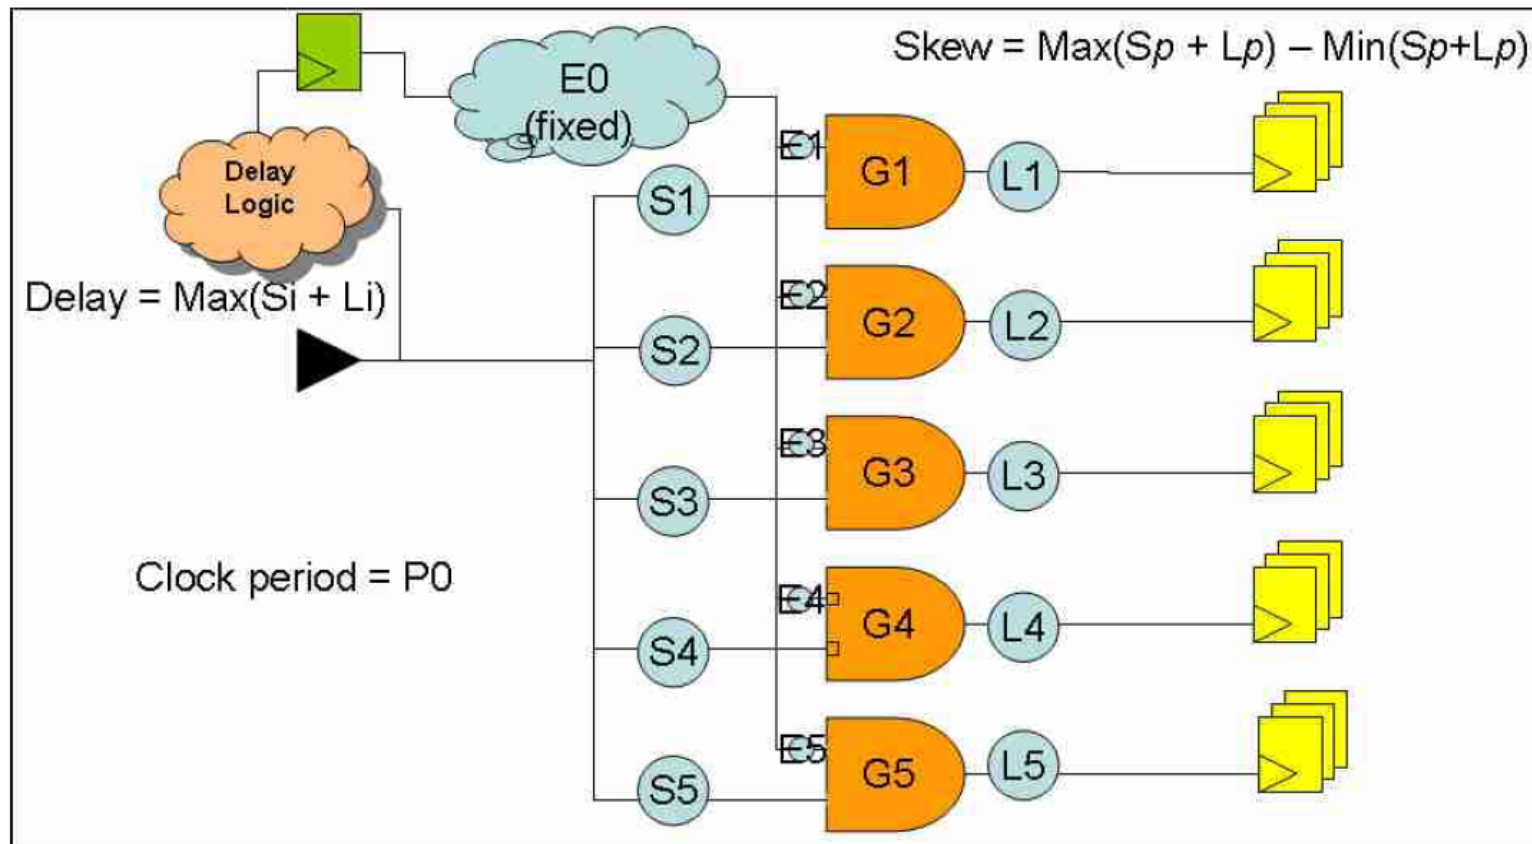 Skew = Max(Sp + Lp) – Min(Sp+Lp)
E0
(fixed)
Delay
Logic
E1
G1
L1
S1
Delay = Max(Si + Li)
E2
G2
L2
S2
E3
G3
L3
S3
Clock period = P0
E4
G4
L4
S4
E5
G5
L5
S5